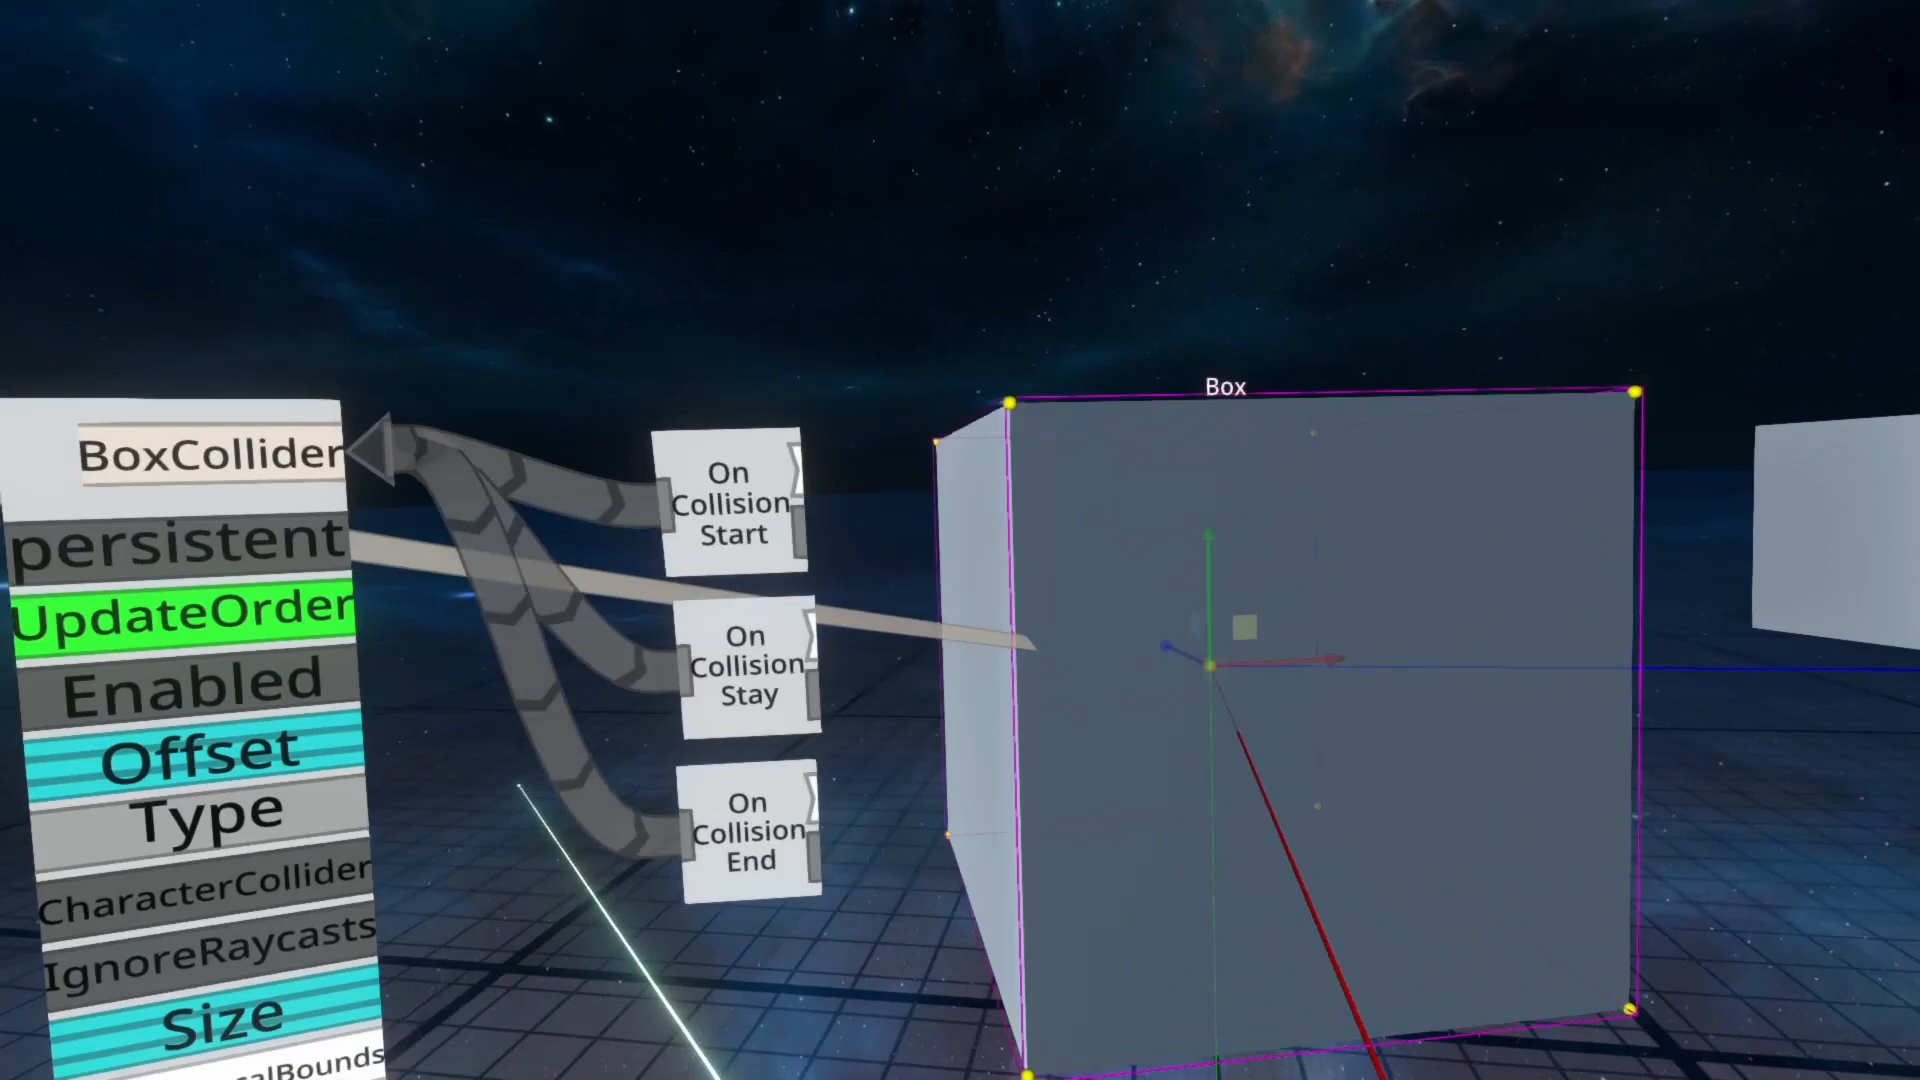 BoxCollider
persistent
UpdateOrder
Enabled
Offset
Type
CharacterCollider
IgnoreRaycasts
Size
On
Collision
Start
On
Collision
Stay
On
Collision
End
Box